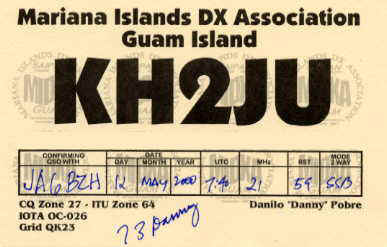 Mariana Islands DX Association
Guam Island
KH2JU
CONFIRMING QSO WITH DATE DAY MONTH YEAR UTC MHz RST MODE 2 WAY
JA6BZH 12 MAY 2000 7:40 21 59 SSB
CQ Zone 27 - ITU Zone 64 Danilo "Danny" Pobre
IOTA OC-026
Grid QK23
73 Danny